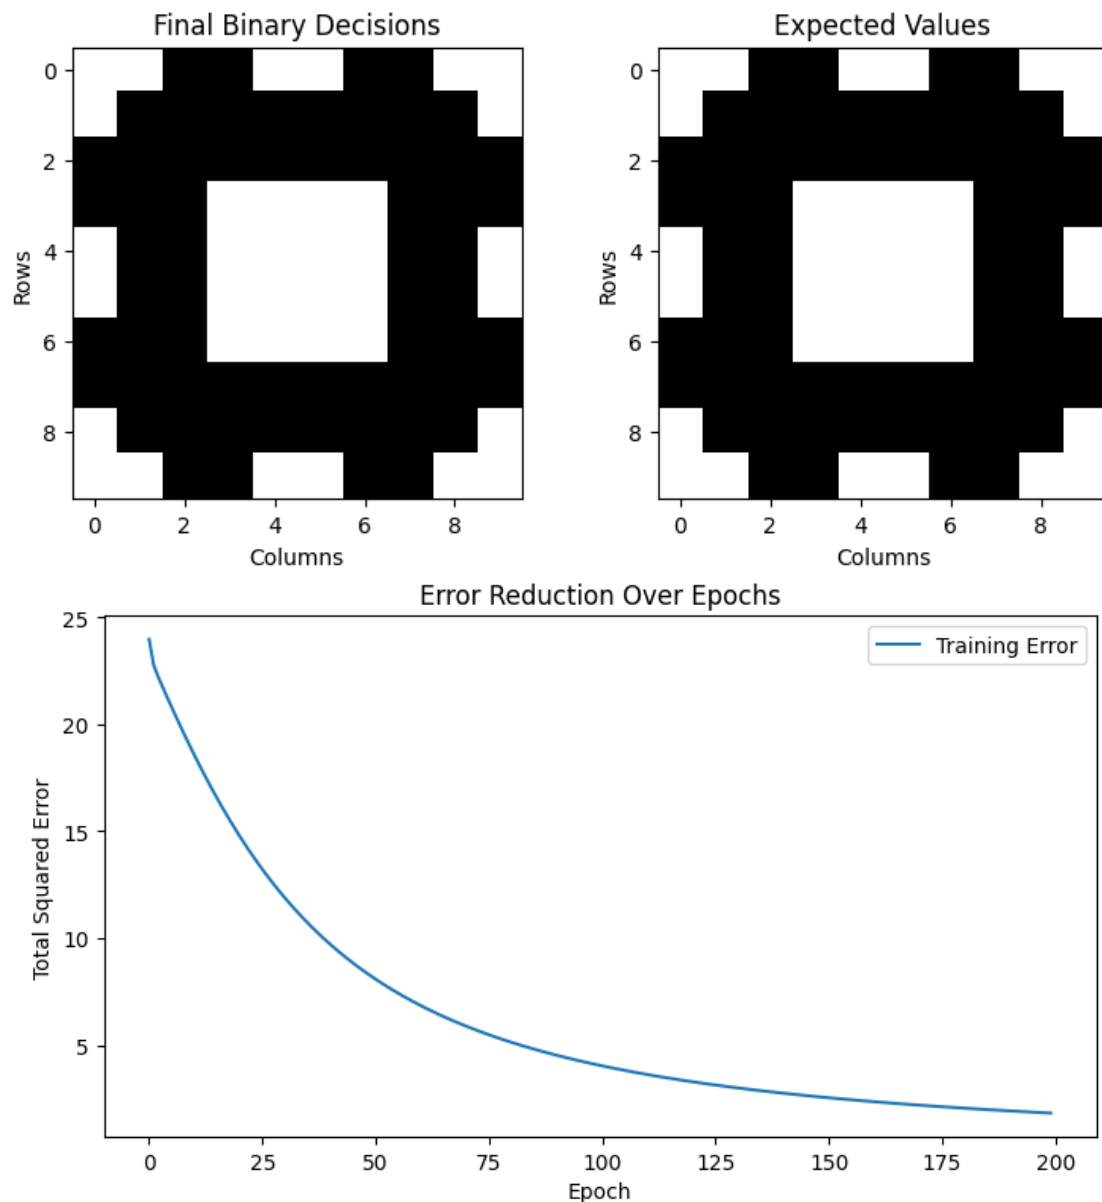 Final Binary Decisions
Expected Values
0
2
4
6
8
Rows
0 2 4 6 8
Columns
0
2
4
6
8
Rows
0 2 4 6 8
Columns
Error Reduction Over Epochs
Training Error
25
20
15
10
5
Total Squared Error
0 25 50 75 100 125 150 175 200
Epoch